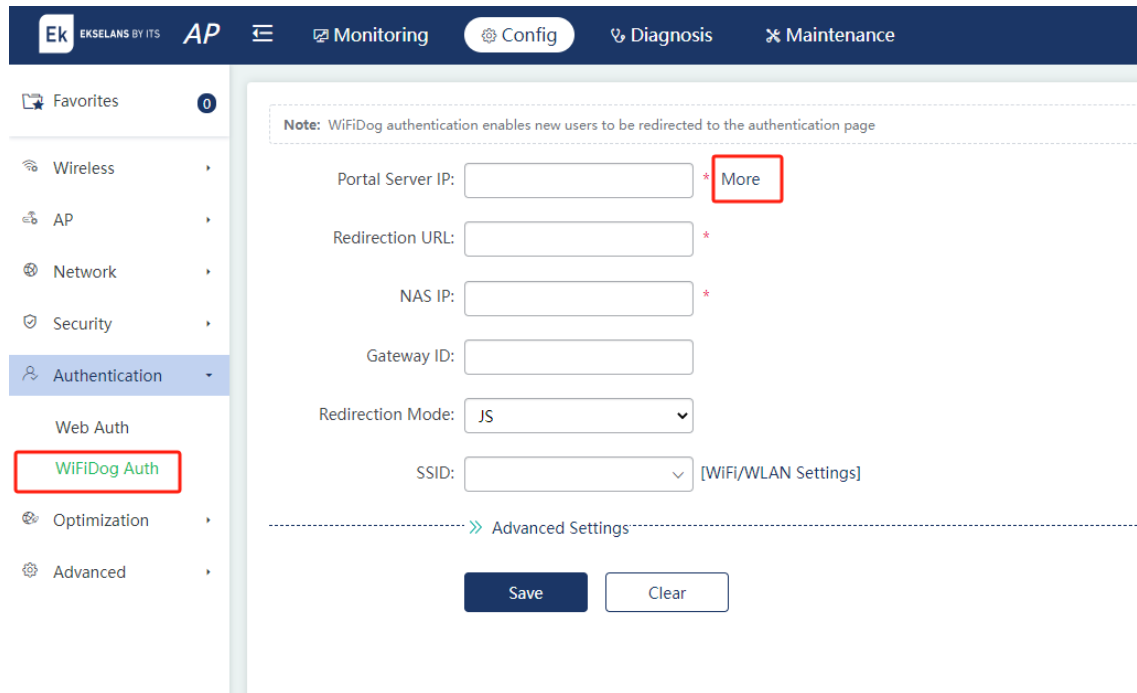 Ek EKSELANS BY ITS AP Monitoring Config Diagnosis Maintenance
Favorites 0
Note: WiFiDog authentication enables new users to be redirected to the authentication page
Wireless
Portal Server IP: * More
AP
Redirection URL: *
Network
NAS IP: *
Security
Gateway ID:
Authentication
Redirection Mode: JS
Web Auth
WiFiDog Auth
SSID: [WiFi/WLAN Settings]
Optimization
Advanced Settings
Advanced
Save Clear